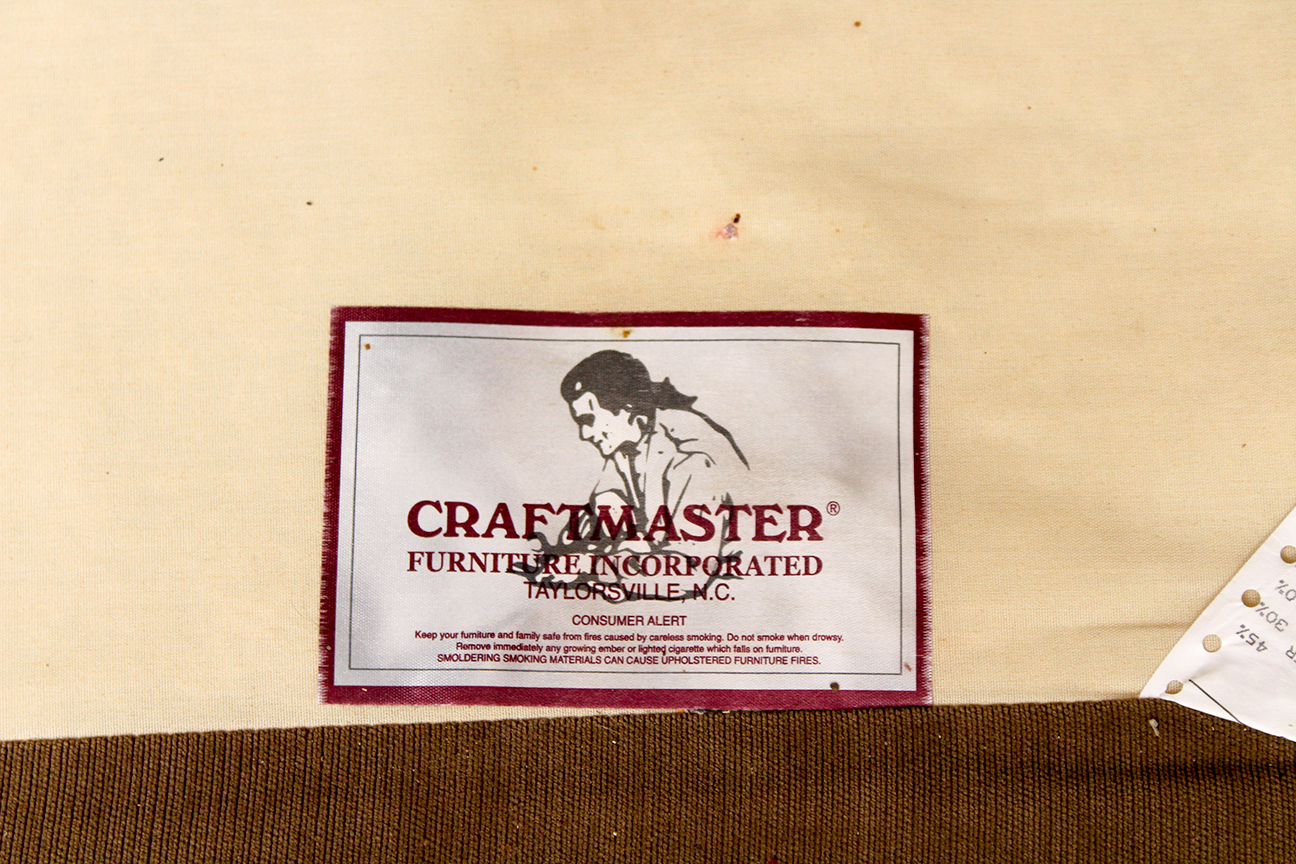 CRAFTMASTER®
FURNITURE INCORPORATED
TAYLORSVILLE, N.C.
CONSUMER ALERT
Keep your furniture and family safe from fires caused by careless smoking. Do not smoke when drowsy.
Remove immediately any growing ember or lighted cigarette which falls on furniture.
SMOLDERING SMOKING MATERIALS CAN CAUSE UPHOLSTERED FURNITURE FIRES.
45%
30%